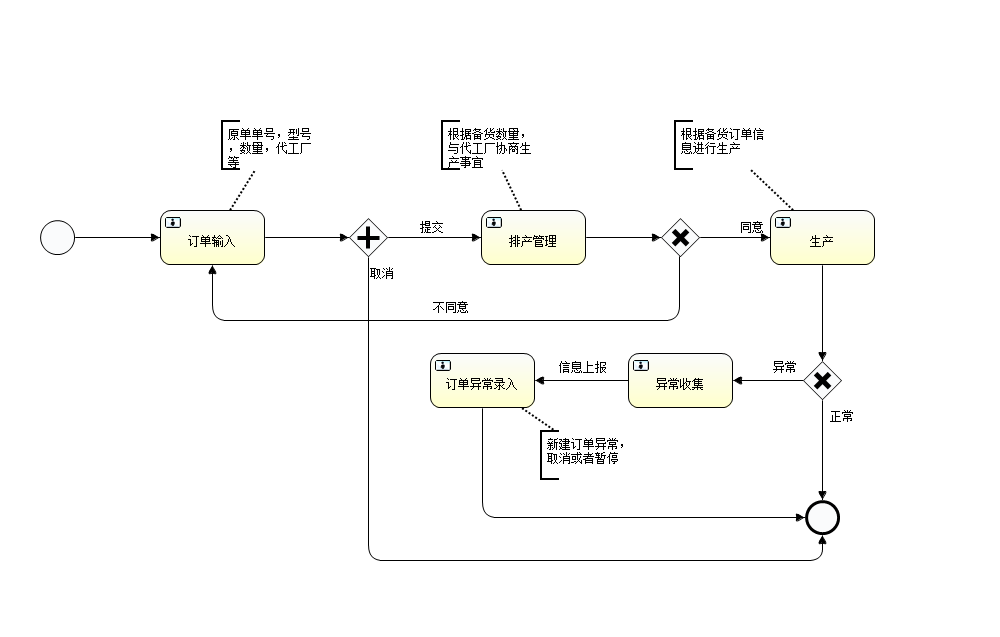 原单单号，型号
，数量，代工厂
等
根据备货数量，
与代工厂协商生
产事宜
根据备货订单信
息进行生产
订单输入
提交
排产管理
同意
生产
取消
不同意
订单异常录入
信息上报
异常收集
异常
正常
新建订单异常，
取消或者暂停